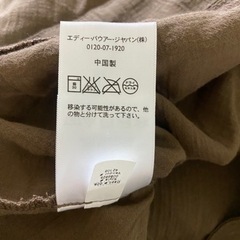 エディー・バウアー・ジャパン(株)
0120-07-1920
中国製
移染する可能性があるので、他
の物と分けて洗って下さい